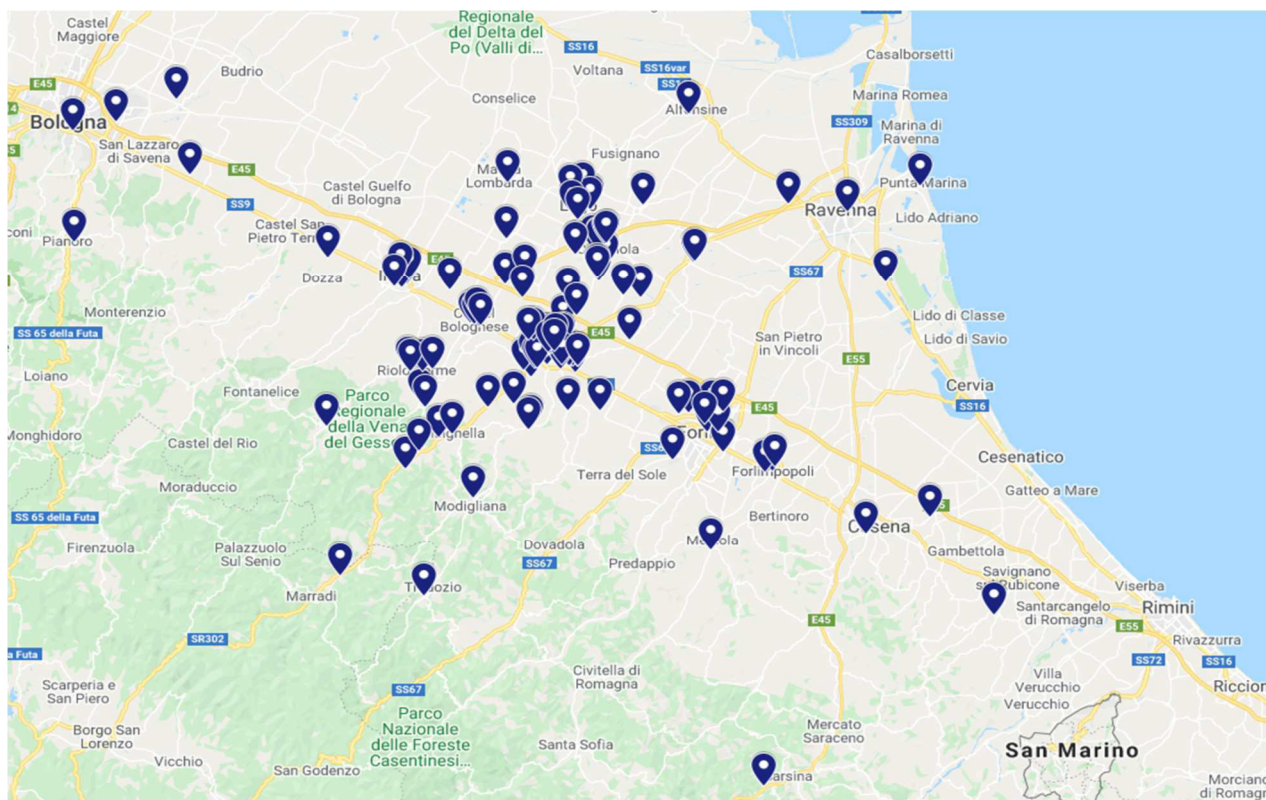 Castel
Maggiore
Regionale
del Delta del
Po (Valli di...
SS16
Voltana
SS16var
Casalborsetti
Budrio
E45
Conselice
Alfonsine
Marina Romea
Bologna
SS309
Marina di
Ravenna
San Lazzaro
di Savena
Fusignano
E45
Lombarda
Punta Marina
Castel Guelfo
di Bologna
SS9
Ravenna
Lido Adriano
Castel San
Pianoro
Dozza
SS67
Monterenzio
Bolognese
Lido di Classe
SS 65 della Futa
E45
San Pietro
in Vincoli
Lido di Savio
E55
Loiano
Fontanelice
Parco
Regionale
della Vena
del Gesso
Cervia
SS16
E45
Monghidoro
Castel del Rio
Cesenatico
Terra del Sole
Forlimpopoli
Moraduccio
Modigliana
Gatteo a Mare
SS 65 della Futa
Bertinoro
Cesena
Firenzuola
Palazzuolo
Sul Senio
Dovadola
SS67
Predappio
Gambettola
Savignano
sul Rubicone
Viserba
Marradi
Santarcangelo
di Romagna
Rimini
E45
E55
SR302
Rivazzurra
a Futa
SS72
SS16
Civitella di
Romagna
Villa
Verucchio
Verucchio
Scarperia e
San Piero
SS67
Parco
Nazionale
delle Foreste
Casentinesi...
Borgo San
Lorenzo
Santa Sofia
Mercato
Saraceno
San Marino
Vicchio
San Godenzo
Morciano